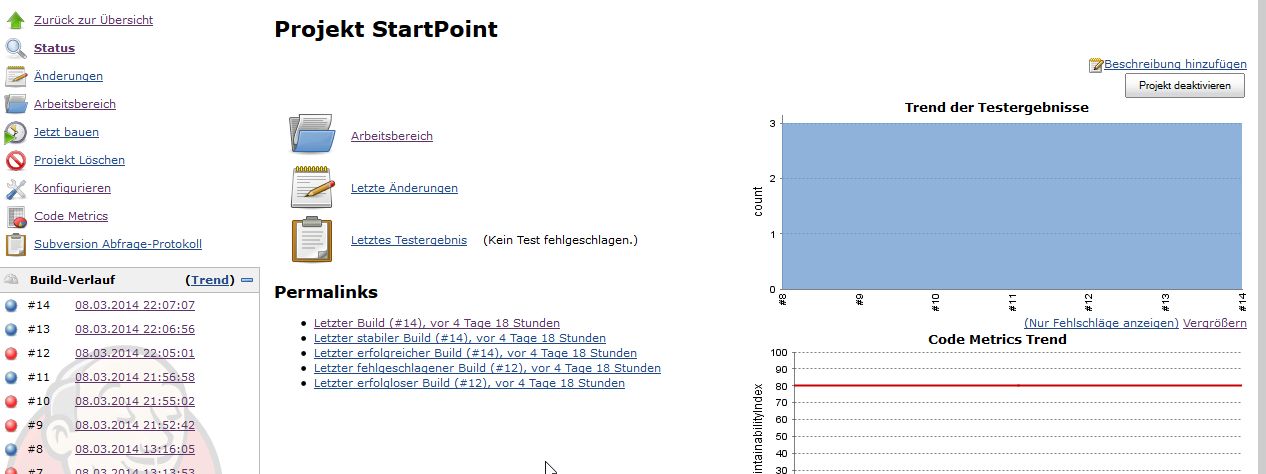 Zurück zur Übersicht
Status
Änderungen
Arbeitsbereich
Jetzt bauen
Projekt Löschen
Konfigurieren
Code Metrics
Subversion Abfrage-Protokoll
Build-Verlauf (Trend)
#14 08.03.2014 22:07:07
#13 08.03.2014 22:06:56
#12 08.03.2014 22:05:01
#11 08.03.2014 21:56:58
#10 08.03.2014 21:55:02
#9 08.03.2014 21:52:42
#8 08.03.2014 13:16:05
#7 08.03.2014 13:13:53
Projekt StartPoint
Arbeitsbereich
Letzte Änderungen
Letztes Testergebnis (Kein Test fehlgeschlagen.)
Permalinks
Letzter Build (#14), vor 4 Tage 18 Stunden
Letzter stabiler Build (#14), vor 4 Tage 18 Stunden
Letzter erfolgreicher Build (#14), vor 4 Tage 18 Stunden
Letzter fehlgeschlagener Build (#12), vor 4 Tage 18 Stunden
Letzter erfolgloser Build (#12), vor 4 Tage 18 Stunden
Beschreibung hinzufügen
Projekt deaktivieren
Trend der Testergebnisse
count
3
2
1
0
#8 #9 #10 #11 #12 #13 #14
(Nur Fehlschläge anzeigen) Vergrößern
Code Metrics Trend
intainabilityIndex
100
90
80
70
60
50
40
30